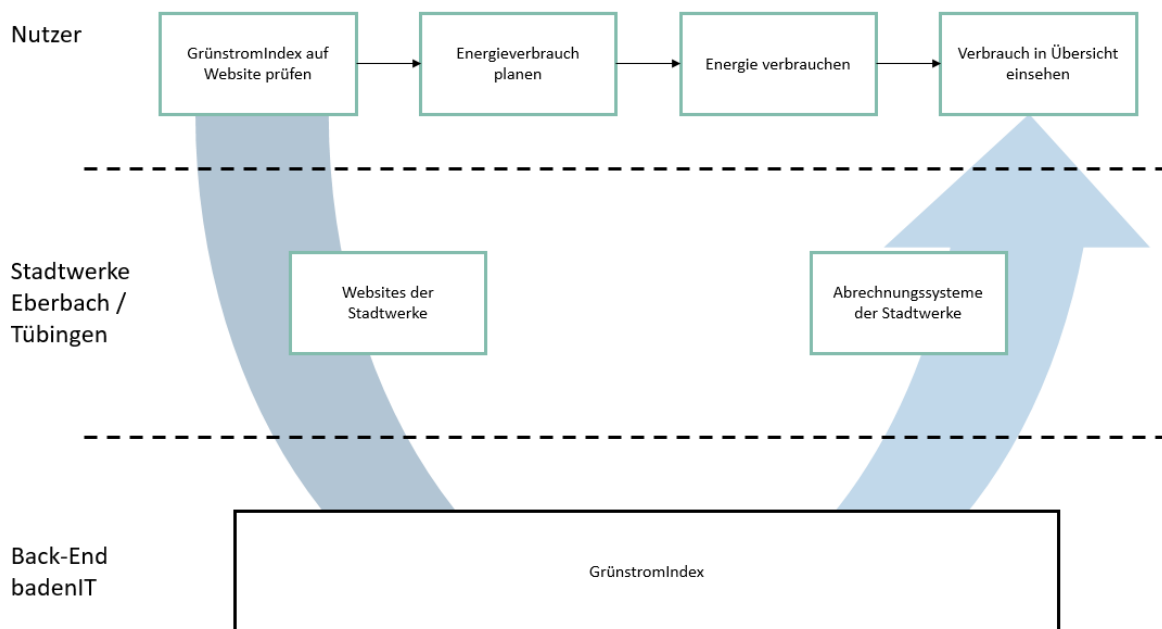 Nutzer
GrünstromIndex auf
Website prüfen
Energieverbrauch
planen
Energie verbrauchen
Verbrauch in Übersicht
einsehen
Stadtwerke
Eberbach /
Tübingen
Websites der
Stadtwerke
Abrechnungssysteme
der Stadtwerke
Back-End
badenIT
GrünstromIndex